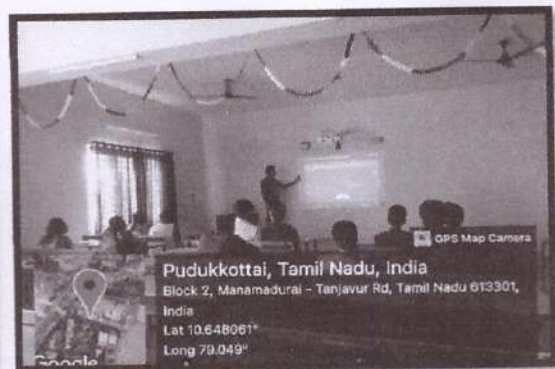 GPS Map Camera
Pudukkottai, Tamil Nadu, India
Block 2, Manamadurai - Tanjavur Rd, Tamil Nadu 613301,
India
Lat 10.648061°
Long 79.049°
Google